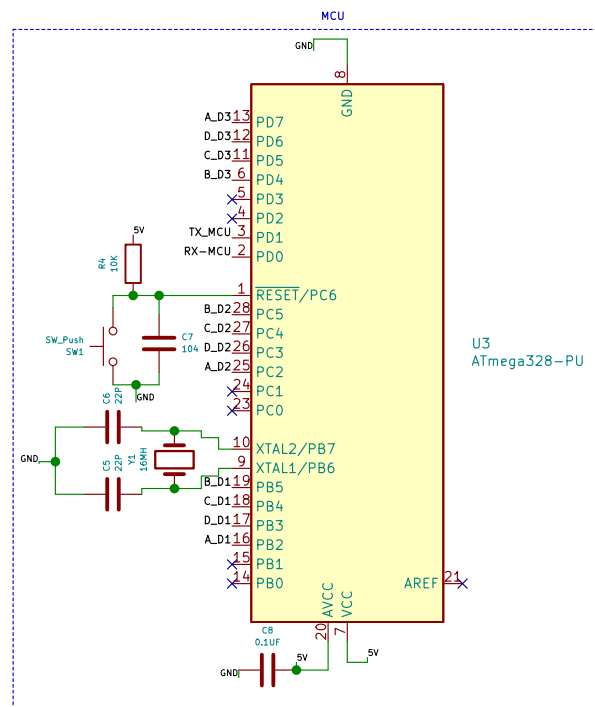 MCU
GND
8
GND
A_D3 13 PD7
D_D3 12 PD6
C_D3 11 PD5
B_D3 6 PD4
5 PD3
4 PD2
TX_MCU 3 PD1
RX-MCU 2 PD0
5V
R4
10K
1 RESET/PC6
B_D2 28 PC5
C_D2 27 PC4
D_D2 26 PC3
A_D2 25 PC2
24 PC1
23 PC0
SW_Push
SW1
C7
104
GND
U3
ATmega328-PU
C6
22P
GND
C5
22P
Y1
16MH
10 XTAL2/PB7
9 XTAL1/PB6
B_D1 19 PB5
C_D1 18 PB4
D_D1 17 PB3
A_D1 16 PB2
15 PB1
14 PB0
AREF 21
AVCC
VCC
20
7
C8
0.1UF
GND
5V
5V